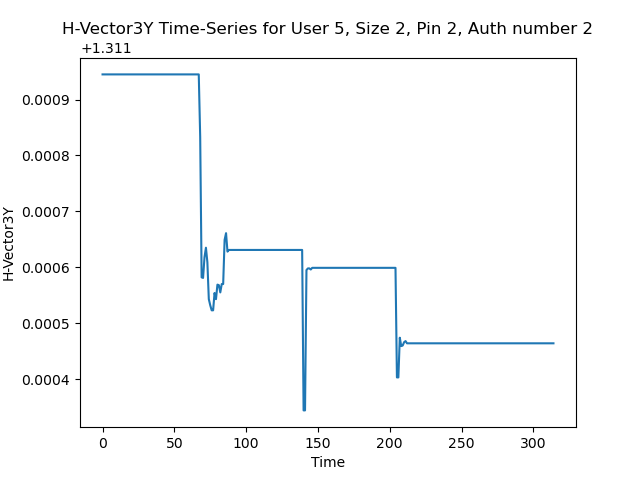 H-Vector3Y Time-Series for User 5, Size 2, Pin 2, Auth number 2
+1.311
0.0009
0.0008
0.0007
0.0006
0.0005
0.0004
H-Vector3Y
0 50 100 150 200 250 300
Time